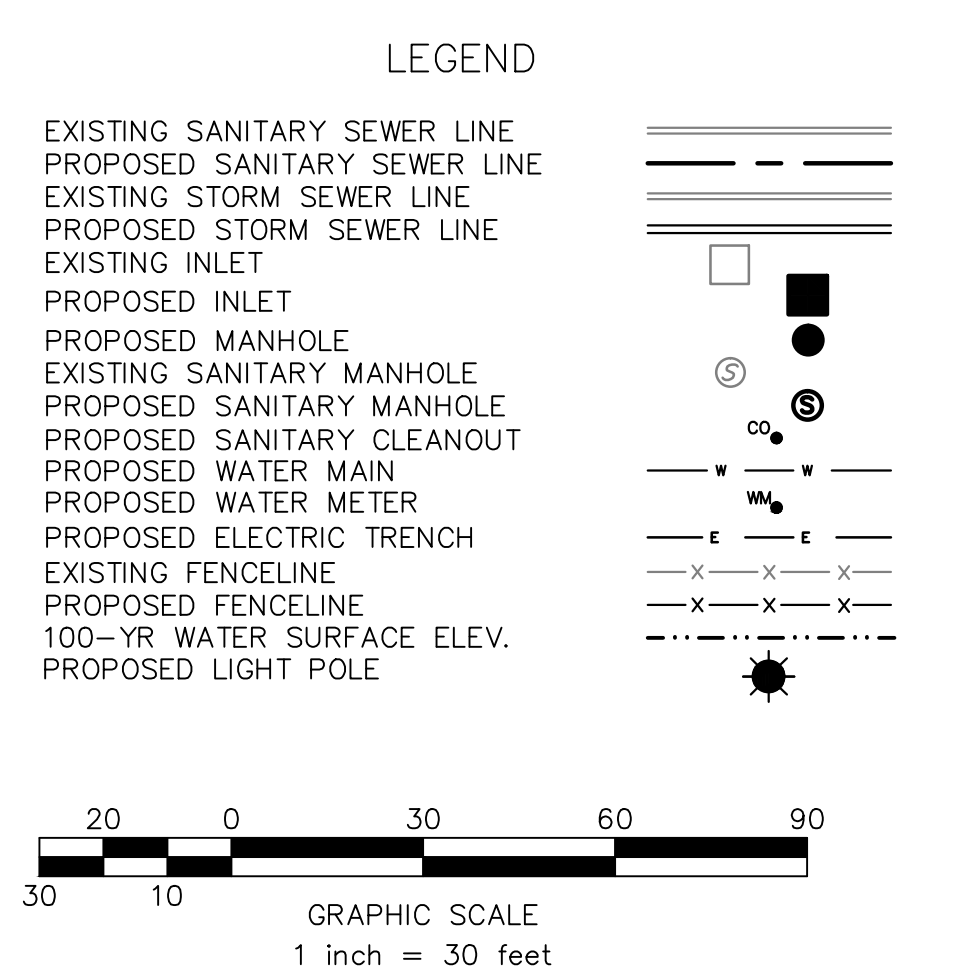 LEGEND
EXISTING SANITARY SEWER LINE
PROPOSED SANITARY SEWER LINE
EXISTING STORM SEWER LINE
PROPOSED STORM SEWER LINE
EXISTING INLET
PROPOSED INLET
PROPOSED MANHOLE
EXISTING SANITARY MANHOLE S
PROPOSED SANITARY MANHOLE S
PROPOSED SANITARY CLEANOUT CO
PROPOSED WATER MAIN W W
PROPOSED WATER METER WM
PROPOSED ELECTRIC TRENCH E E
EXISTING FENCELINE X X X
PROPOSED FENCELINE X X X
100-YR WATER SURFACE ELEV.
PROPOSED LIGHT POLE
20 0 30 60 90
30 10
GRAPHIC SCALE
1 inch = 30 feet